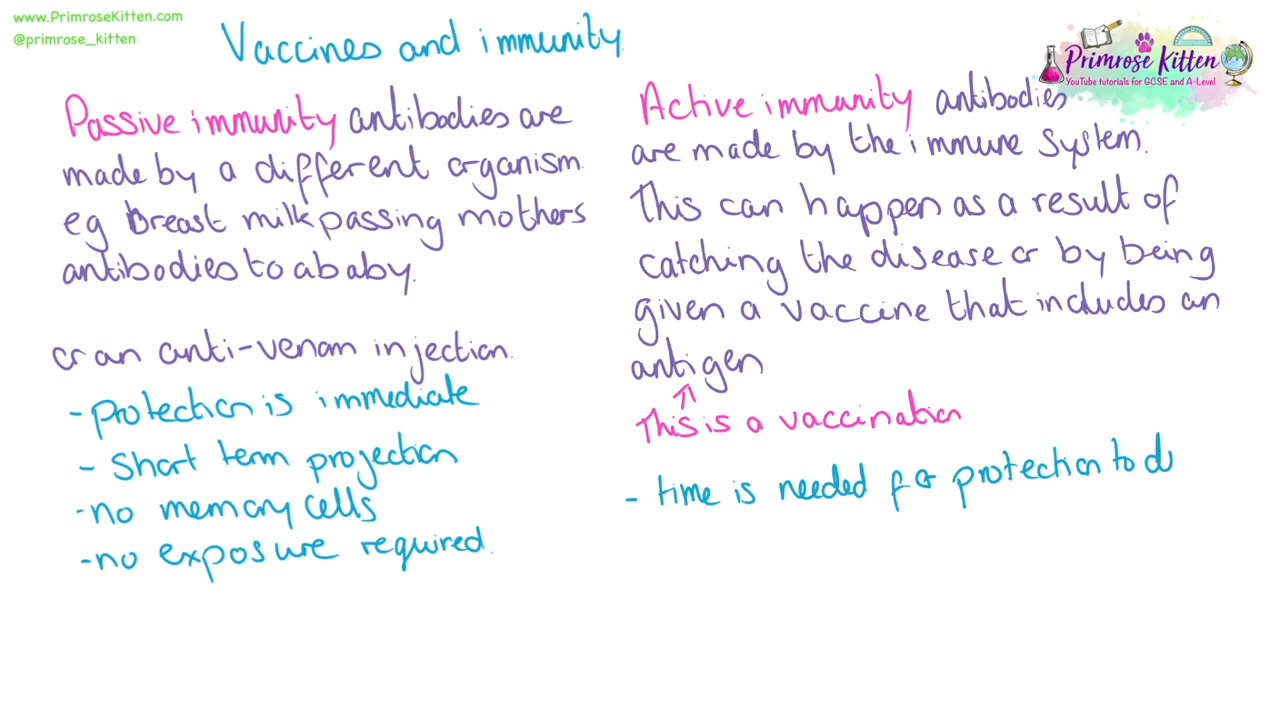 www.PrimroseKitten.com
@primrose_kitten
Vaccines and immunity.
Primrose Kitten
YouTube tutorials for GCSE and A-Level
Passive immunity antibodies are
made by a different organism.
eg breast milk passing mothers
antibodies to a baby.
or an anti-venom injection.
- protection is immediate
- short term projection
- no memory cells
- no exposure required.
Active immunity antibodies
are made by the immune system.
This can happen as a result of
catching the disease or by being
given a vaccine that includes an
antigen
↑
This is a vaccination
- time is needed for protection to d